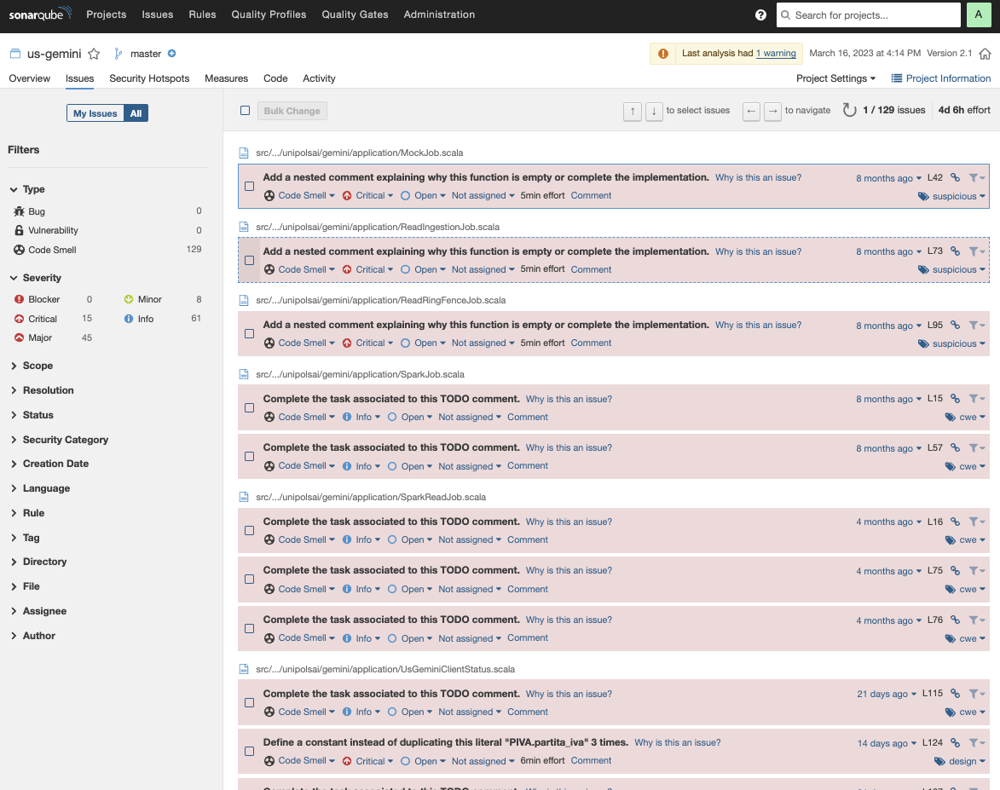 sonarqube Projects Issues Rules Quality Profiles Quality Gates Administration ? Search for projects... A
us-gemini master Last analysis had 1 warning March 16, 2023 at 4:14 PM Version 2.1
Overview Issues Security Hotspots Measures Code Activity Project Settings Project Information
My Issues All
Bulk Change ↑ ↓ to select issues ← → to navigate 1 / 129 issues 4d 6h effort
Filters
Type
Bug 0
Vulnerability 0
Code Smell 129
Severity
Blocker 0 Minor 8
Critical 15 Info 61
Major 45
Scope
Resolution
Status
Security Category
Creation Date
Language
Rule
Tag
Directory
File
Assignee
Author
src/.../unipolsai/gemini/application/MockJob.scala
Add a nested comment explaining why this function is empty or complete the implementation. Why is this an issue? 8 months ago L42
Code Smell Critical Open Not assigned 5min effort Comment suspicious
src/.../unipolsai/gemini/application/ReadIngestionJob.scala
Add a nested comment explaining why this function is empty or complete the implementation. Why is this an issue? 8 months ago L73
Code Smell Critical Open Not assigned 5min effort Comment suspicious
src/.../unipolsai/gemini/application/ReadRingFenceJob.scala
Add a nested comment explaining why this function is empty or complete the implementation. Why is this an issue? 8 months ago L95
Code Smell Critical Open Not assigned 5min effort Comment suspicious
src/.../unipolsai/gemini/application/SparkJob.scala
Complete the task associated to this TODO comment. Why is this an issue? 8 months ago L15
Code Smell Info Open Not assigned Comment cwe
Complete the task associated to this TODO comment. Why is this an issue? 8 months ago L57
Code Smell Info Open Not assigned Comment cwe
src/.../unipolsai/gemini/application/SparkReadJob.scala
Complete the task associated to this TODO comment. Why is this an issue? 4 months ago L16
Code Smell Info Open Not assigned Comment cwe
Complete the task associated to this TODO comment. Why is this an issue? 4 months ago L75
Code Smell Info Open Not assigned Comment cwe
Complete the task associated to this TODO comment. Why is this an issue? 4 months ago L76
Code Smell Info Open Not assigned Comment cwe
src/.../unipolsai/gemini/application/UsGeminiClientStatus.scala
Complete the task associated to this TODO comment. Why is this an issue? 21 days ago L115
Code Smell Info Open Not assigned Comment cwe
Define a constant instead of duplicating this literal "PIVA.partita_iva" 3 times. Why is this an issue? 14 days ago L124
Code Smell Critical Open Not assigned 6min effort Comment design